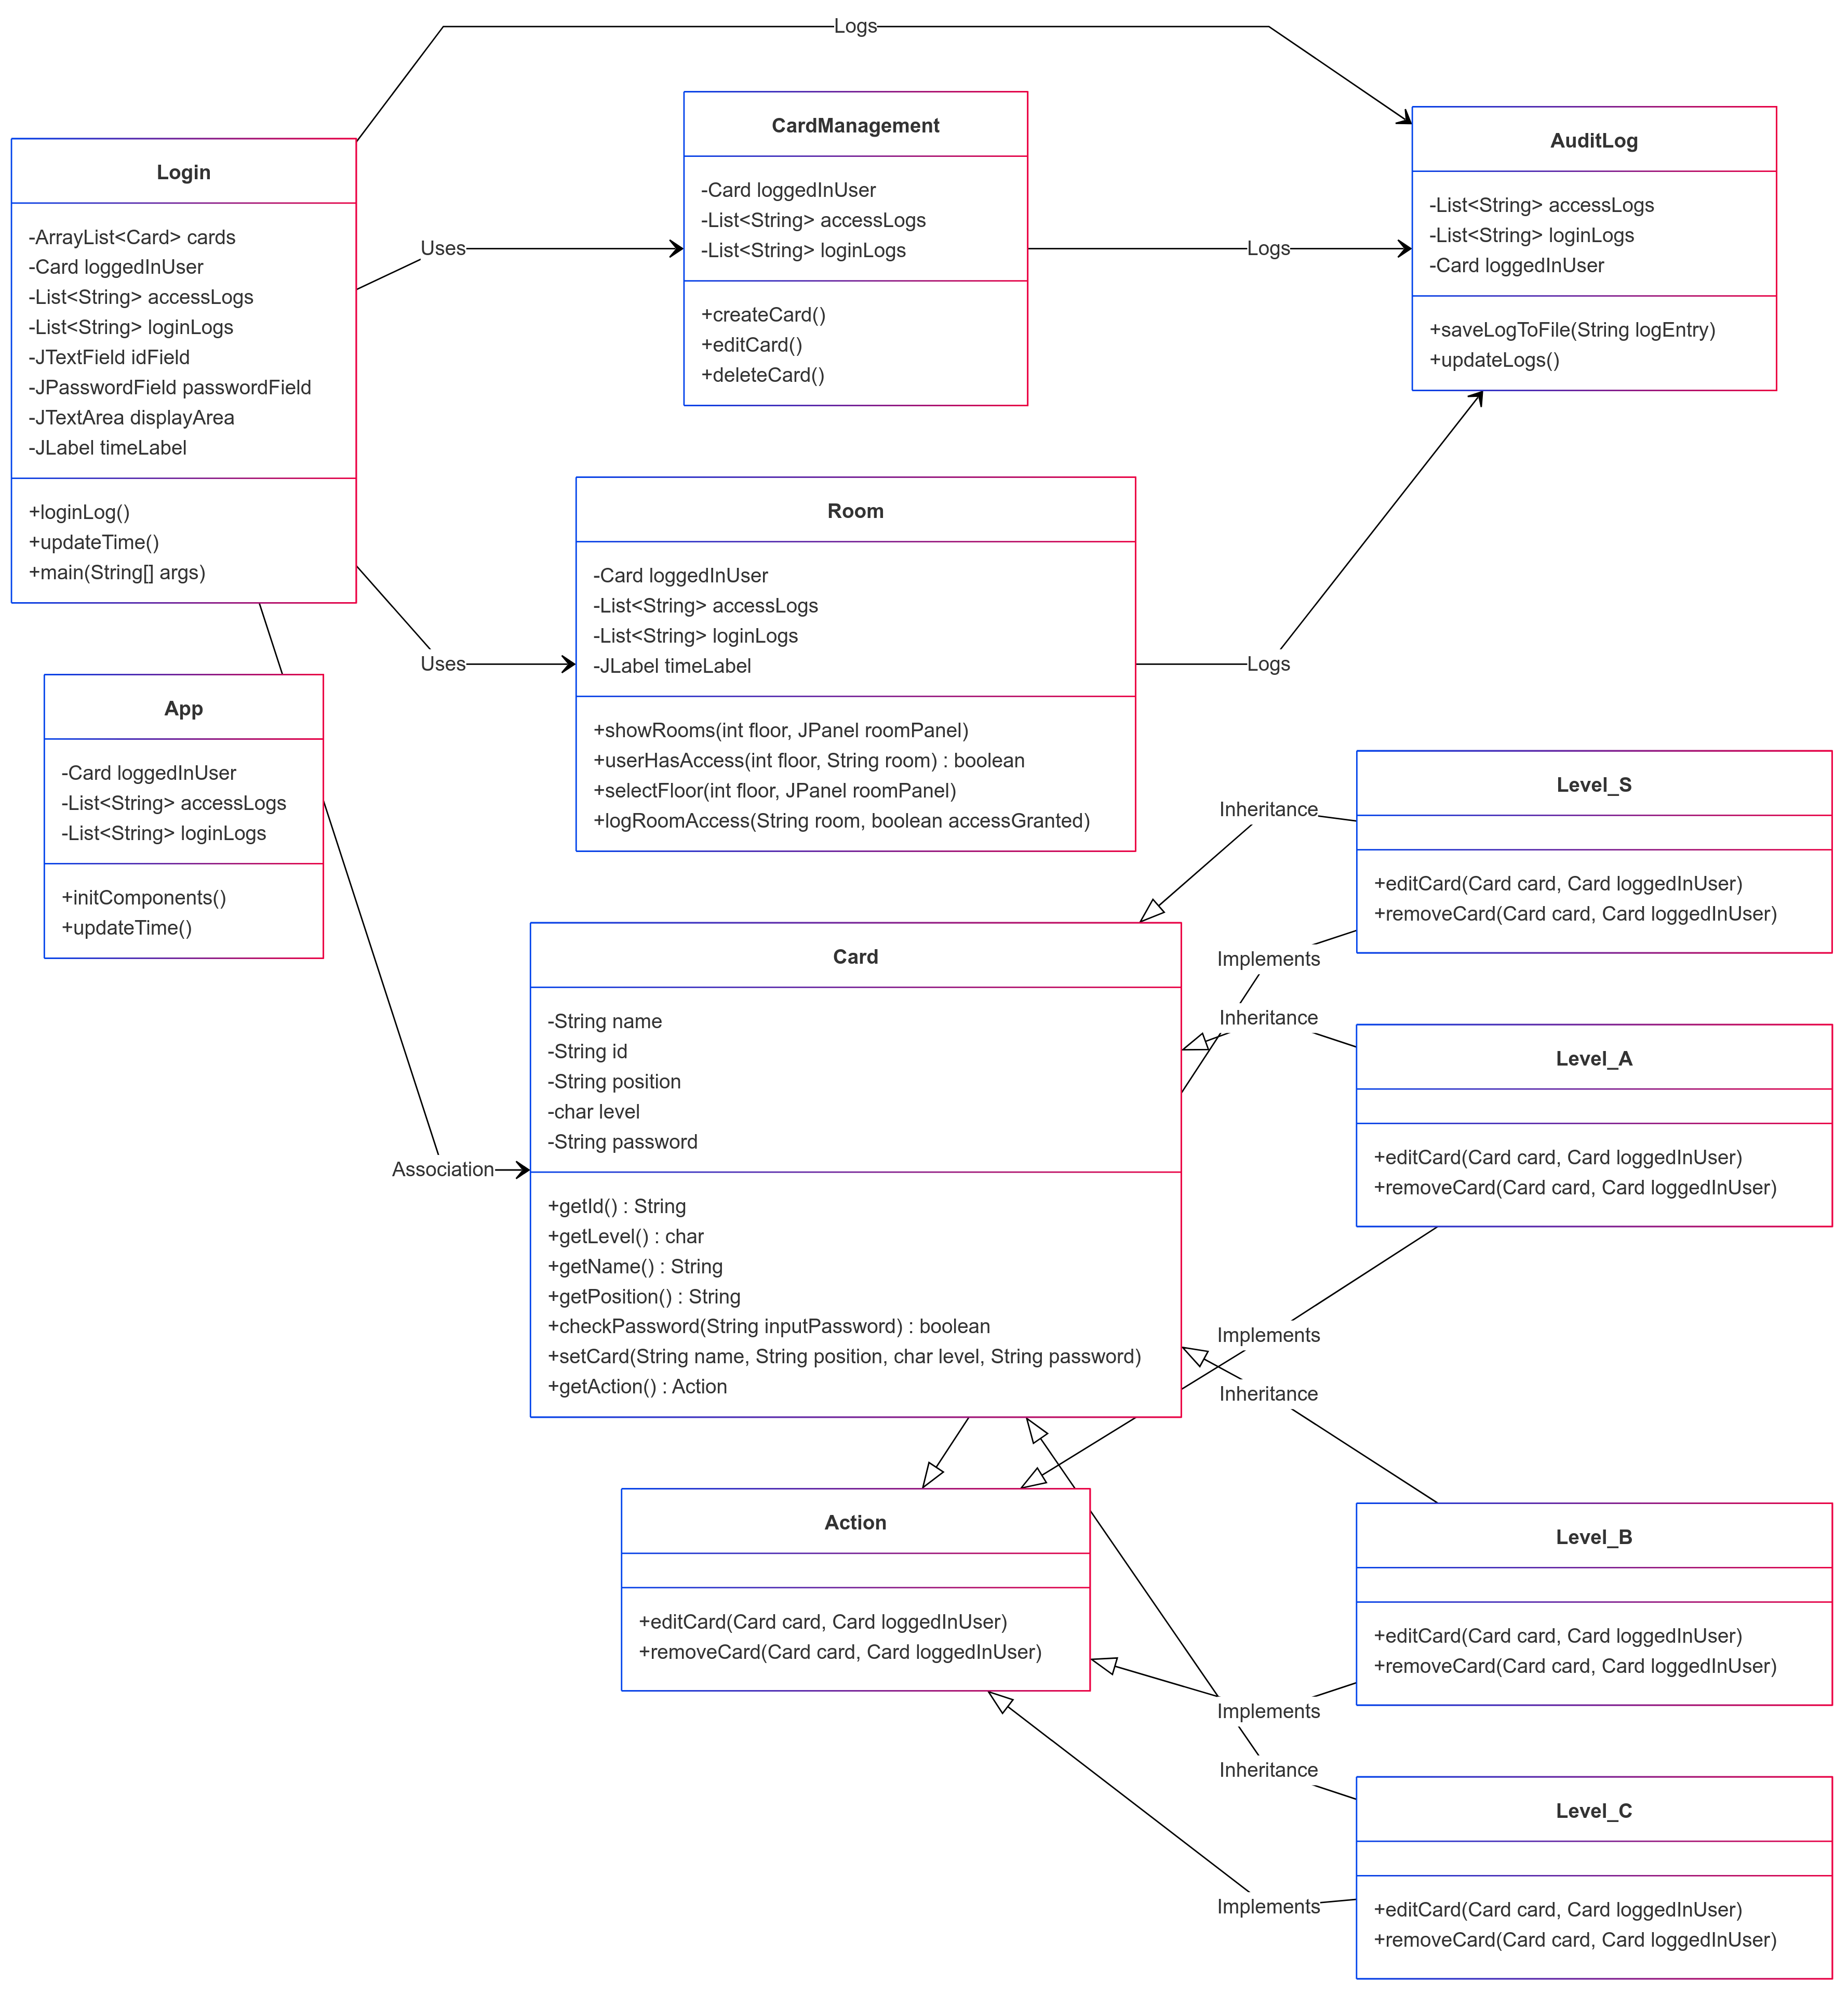 Logs
CardManagement
-Card loggedInUser
-List<String> accessLogs
-List<String> loginLogs
+createCard()
+editCard()
+deleteCard()
AuditLog
-List<String> accessLogs
-List<String> loginLogs
-Card loggedInUser
+saveLogToFile(String logEntry)
+updateLogs()
Login
-ArrayList<Card> cards
-Card loggedInUser
-List<String> accessLogs
-List<String> loginLogs
-JTextField idField
-JPasswordField passwordField
-JTextArea displayArea
-JLabel timeLabel
+loginLog()
+updateTime()
+main(String[] args)
Uses
Logs
Room
-Card loggedInUser
-List<String> accessLogs
-List<String> loginLogs
-JLabel timeLabel
+showRooms(int floor, JPanel roomPanel)
+userHasAccess(int floor, String room) : boolean
+selectFloor(int floor, JPanel roomPanel)
+logRoomAccess(String room, boolean accessGranted)
Uses
Logs
App
-Card loggedInUser
-List<String> accessLogs
-List<String> loginLogs
+initComponents()
+updateTime()
Level_S
+editCard(Card card, Card loggedInUser)
+removeCard(Card card, Card loggedInUser)
Inheritance
Implements
Inheritance
Card
-String name
-String id
-String position
-char level
-String password
+getId() : String
+getLevel() : char
+getName() : String
+getPosition() : String
+checkPassword(String inputPassword) : boolean
+setCard(String name, String position, char level, String password)
+getAction() : Action
Association
Level_A
+editCard(Card card, Card loggedInUser)
+removeCard(Card card, Card loggedInUser)
Implements
Inheritance
Action
+editCard(Card card, Card loggedInUser)
+removeCard(Card card, Card loggedInUser)
Level_B
+editCard(Card card, Card loggedInUser)
+removeCard(Card card, Card loggedInUser)
Implements
Inheritance
Level_C
+editCard(Card card, Card loggedInUser)
+removeCard(Card card, Card loggedInUser)
Implements